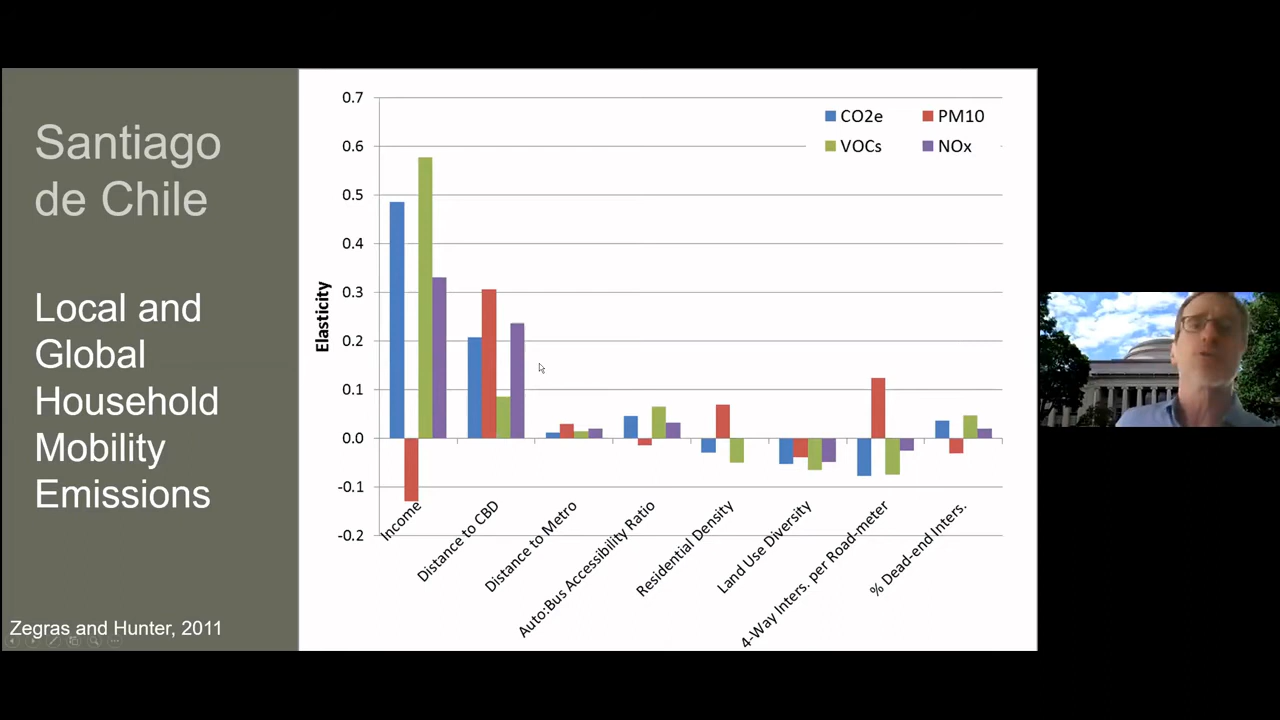 Santiago
de Chile
Local and
Global
Household
Mobility
Emissions
Zegras and Hunter, 2011
0.7
0.6
0.5
0.4
0.3
0.2
0.1
0.0
-0.1
-0.2
Elasticity
CO2e
PM10
VOCs
NOx
Income
Distance to CBD
Distance to Metro
Auto:Bus Accessibility Ratio
Residential Density
Land Use Diversity
4-Way Inters. per Road-meter
% Dead-end Inters.